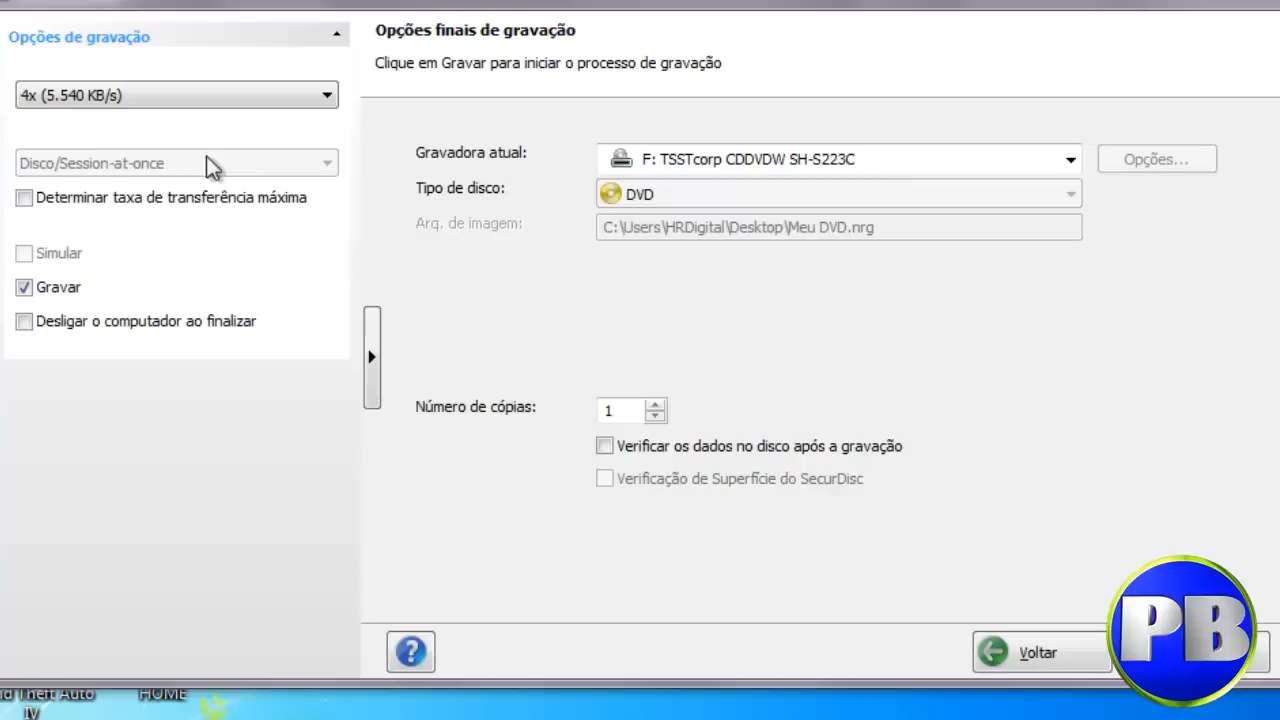 Opções de gravação
4x (5.540 KB/s)
Disco/Session-at-once
Determinar taxa de transferência máxima
Simular
Gravar
Desligar o computador ao finalizar
Opções finais de gravação
Clique em Gravar para iniciar o processo de gravação
Gravadora atual:
F: TSSTcorp CDDVDW SH-S223C
Opções...
Tipo de disco:
DVD
Arq. de imagem:
C:\Users\HRDigital\Desktop\Meu DVD.nrg
Número de cópias:
1
Verificar os dados no disco após a gravação
Verificação de Superfície do SecurDisc
?
Voltar
PB
Theft Auto
IV
HOME